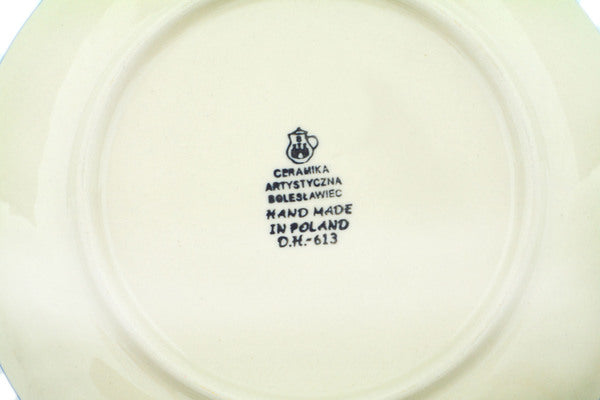 CERAMIKA
ARTYSTYCZNA
BOLESŁAWIEC
HAND MADE
IN POLAND
D.H.-613